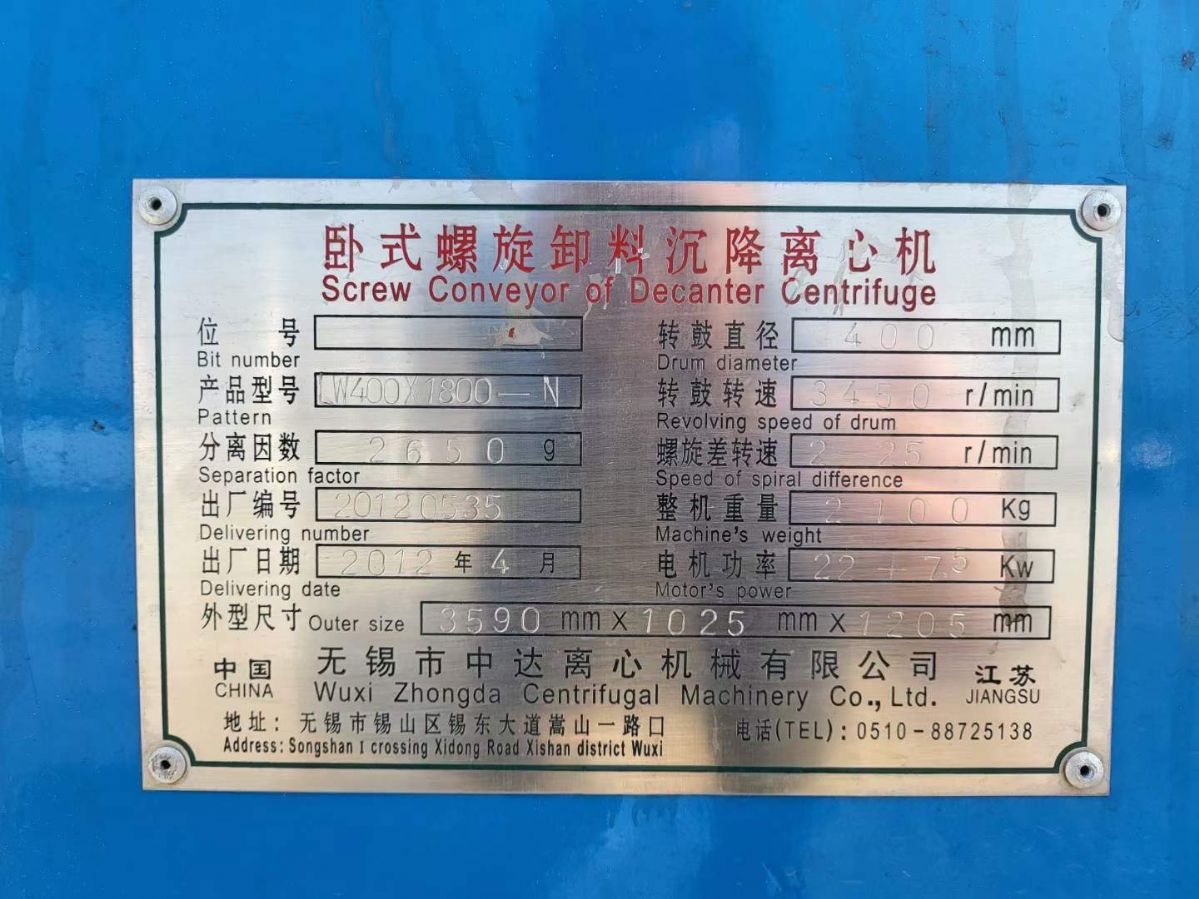 卧式螺旋卸料沉降离心机
Screw Conveyor of Decanter Centrifuge
位 号
Bit number
产品型号 LW400X1800—N
Pattern
分离因数 2650 g
Separation factor
出厂编号 20120535
Delivering number
出厂日期 2012 年 4 月
Delivering date
转鼓直径 400 mm
Drum diameter
转鼓转速 3450 r/min
Revolving speed of drum
螺旋差转速 2 25 r/min
Speed of spiral difference
整机重量 2100 Kg
Machine's weight
电机功率 22+7.5 Kw
Motor's power
外型尺寸 Outer size 3590 mm x 1025 mm x 1205 mm
中国 无锡市中达离心机械有限公司 江苏
CHINA Wuxi Zhongda Centrifugal Machinery Co., Ltd. JIANGSU
地址: 无锡市锡山区锡东大道嵩山一路口 电话(TEL): 0510-88725138
Address: Songshan I crossing Xidong Road Xishan district Wuxi